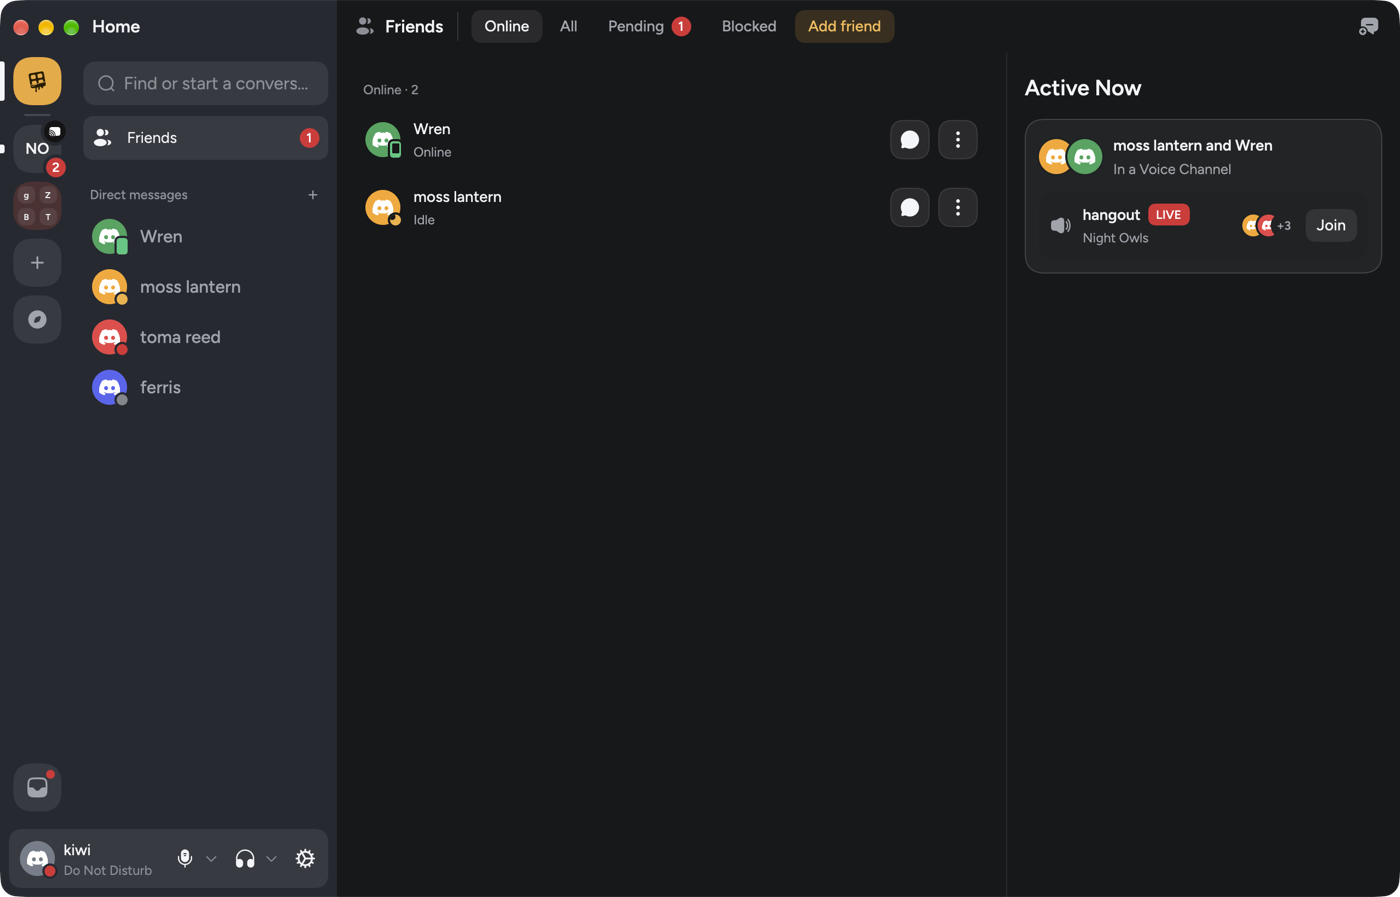 Home
NO
2
g Z
B T
Find or start a convers...
Friends
1
Direct messages
Wren
moss lantern
toma reed
ferris
kiwi
Do Not Disturb
Friends
Online
All
Pending 1
Blocked
Add friend
Online · 2
Wren
Online
moss lantern
Idle
Active Now
moss lantern and Wren
In a Voice Channel
hangout LIVE
Night Owls
+3
Join